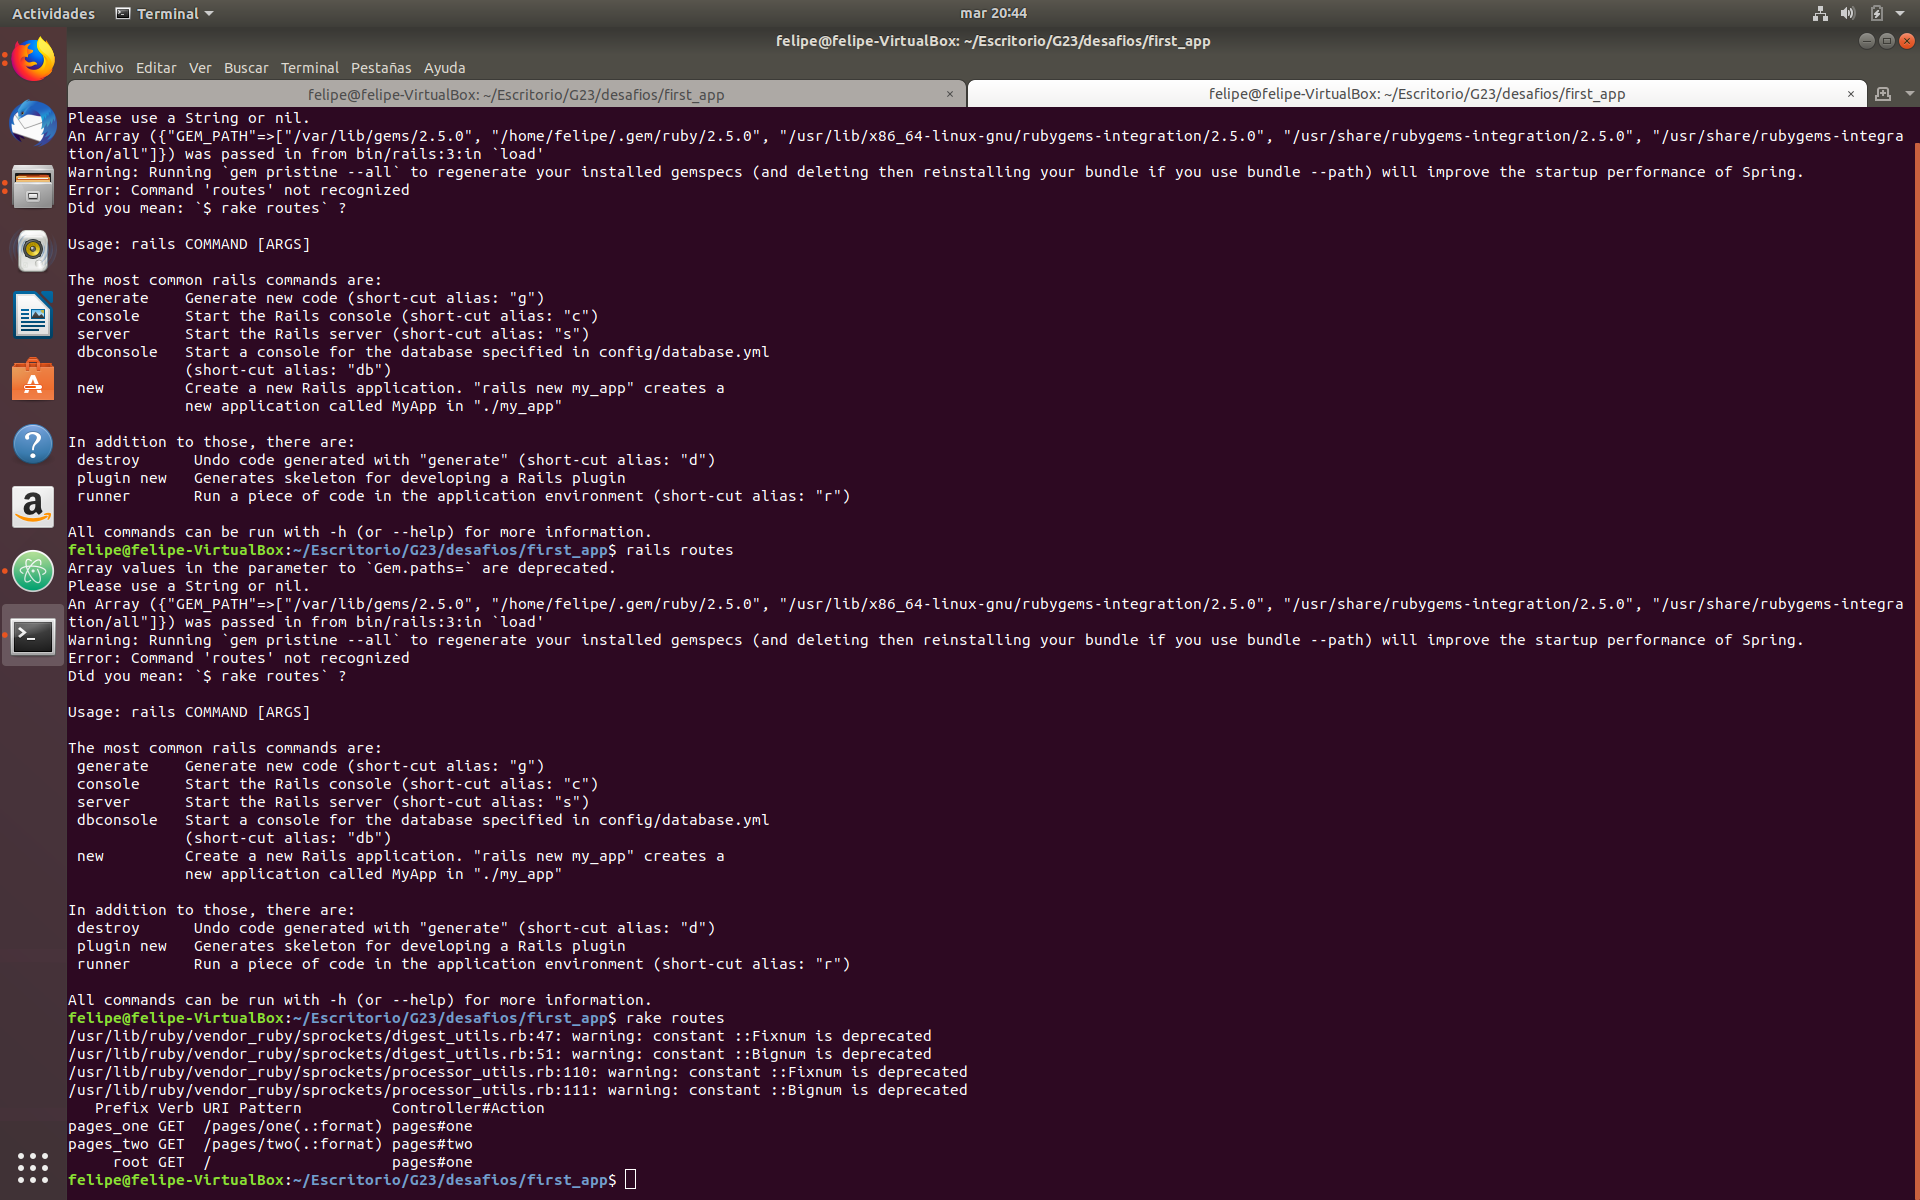 Actividades
Terminal
mar 20:44
felipe@felipe-VirtualBox: ~/Escritorio/G23/desafios/first_app
Archivo Editar Ver Buscar Terminal Pestañas Ayuda
felipe@felipe-VirtualBox: ~/Escritorio/G23/desafios/first_app ×
felipe@felipe-VirtualBox: ~/Escritorio/G23/desafios/first_app ×
Please use a String or nil.
An Array ({"GEM_PATH"=>["/var/lib/gems/2.5.0", "/home/felipe/.gem/ruby/2.5.0", "/usr/lib/x86_64-linux-gnu/rubygems-integration/2.5.0", "/usr/share/rubygems-integration/2.5.0", "/usr/share/rubygems-integra
tion/all"]}) was passed in from bin/rails:3:in `load'
Warning: Running `gem pristine --all` to regenerate your installed gemspecs (and deleting then reinstalling your bundle if you use bundle --path) will improve the startup performance of Spring.
Error: Command 'routes' not recognized
Did you mean: `$ rake routes` ?
Usage: rails COMMAND [ARGS]
The most common rails commands are:
 generate    Generate new code (short-cut alias: "g")
 console     Start the Rails console (short-cut alias: "c")
 server      Start the Rails server (short-cut alias: "s")
 dbconsole   Start a console for the database specified in config/database.yml
             (short-cut alias: "db")
 new         Create a new Rails application. "rails new my_app" creates a
             new application called MyApp in "./my_app"
In addition to those, there are:
 destroy      Undo code generated with "generate" (short-cut alias: "d")
 plugin new   Generates skeleton for developing a Rails plugin
 runner       Run a piece of code in the application environment (short-cut alias: "r")
All commands can be run with -h (or --help) for more information.
felipe@felipe-VirtualBox:~/Escritorio/G23/desafios/first_app$ rails routes
Array values in the parameter to `Gem.paths=` are deprecated.
Please use a String or nil.
An Array ({"GEM_PATH"=>["/var/lib/gems/2.5.0", "/home/felipe/.gem/ruby/2.5.0", "/usr/lib/x86_64-linux-gnu/rubygems-integration/2.5.0", "/usr/share/rubygems-integration/2.5.0", "/usr/share/rubygems-integra
tion/all"]}) was passed in from bin/rails:3:in `load'
Warning: Running `gem pristine --all` to regenerate your installed gemspecs (and deleting then reinstalling your bundle if you use bundle --path) will improve the startup performance of Spring.
Error: Command 'routes' not recognized
Did you mean: `$ rake routes` ?
Usage: rails COMMAND [ARGS]
The most common rails commands are:
 generate    Generate new code (short-cut alias: "g")
 console     Start the Rails console (short-cut alias: "c")
 server      Start the Rails server (short-cut alias: "s")
 dbconsole   Start a console for the database specified in config/database.yml
             (short-cut alias: "db")
 new         Create a new Rails application. "rails new my_app" creates a
             new application called MyApp in "./my_app"
In addition to those, there are:
 destroy      Undo code generated with "generate" (short-cut alias: "d")
 plugin new   Generates skeleton for developing a Rails plugin
 runner       Run a piece of code in the application environment (short-cut alias: "r")
All commands can be run with -h (or --help) for more information.
felipe@felipe-VirtualBox:~/Escritorio/G23/desafios/first_app$ rake routes
/usr/lib/ruby/vendor_ruby/sprockets/digest_utils.rb:47: warning: constant ::Fixnum is deprecated
/usr/lib/ruby/vendor_ruby/sprockets/digest_utils.rb:51: warning: constant ::Bignum is deprecated
/usr/lib/ruby/vendor_ruby/sprockets/processor_utils.rb:110: warning: constant ::Fixnum is deprecated
/usr/lib/ruby/vendor_ruby/sprockets/processor_utils.rb:111: warning: constant ::Bignum is deprecated
   Prefix Verb URI Pattern          Controller#Action
pages_one GET  /pages/one(.:format) pages#one
pages_two GET  /pages/two(.:format) pages#two
     root GET  /                    pages#one
felipe@felipe-VirtualBox:~/Escritorio/G23/desafios/first_app$